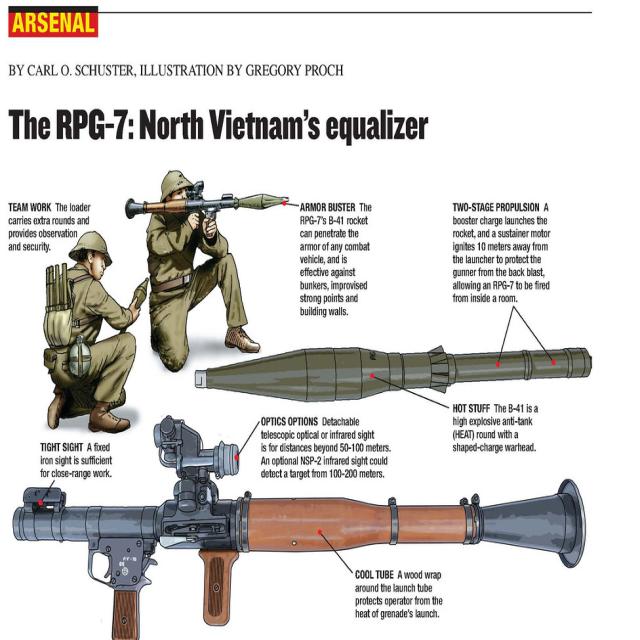 ARSENAL
BY CARL O. SCHUSTER, ILLUSTRATION BY GREGORY PROCH
The RPG-7: North Vietnam's equalizer
TEAM WORK The loader
carries extra rounds and
provides observation
and security.
ARMOR BUSTER The
RPG-7's B-41 rocket
can penetrate the
armor of any combat
vehicle, and is
effective against
bunkers, improvised
strong points and
building walls.
TWO-STAGE PROPULSION A
booster charge launches the
rocket, and a sustainer motor
ignites 10 meters away from
the launcher to protect the
gunner from the back blast,
allowing an RPG-7 to be fired
from inside a room.
HOT STUFF The B-41 is a
high explosive anti-tank
(HEAT) round with a
shaped-charge warhead.
OPTICS OPTIONS Detachable
telescopic optical or infrared sight
is for distances beyond 50-100 meters.
An optional NSP-2 infrared sight could
detect a target from 100-200 meters.
TIGHT SIGHT A fixed
iron sight is sufficient
for close-range work.
COOL TUBE A wood wrap
around the launch tube
protects operator from the
heat of grenade's launch.